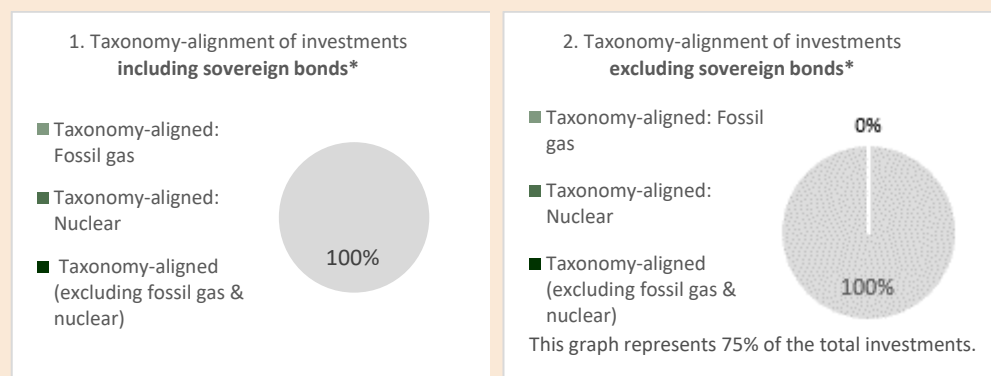 1. Taxonomy-alignment of investments
including sovereign bonds*
Taxonomy-aligned:
Fossil gas
Taxonomy-aligned:
Nuclear
Taxonomy-aligned
(excluding fossil gas &
nuclear)
100%
2. Taxonomy-alignment of investments
excluding sovereign bonds*
Taxonomy-aligned: Fossil
gas
Taxonomy-aligned:
Nuclear
Taxonomy-aligned
(excluding fossil gas &
nuclear)
0%
100%
This graph represents 75% of the total investments.